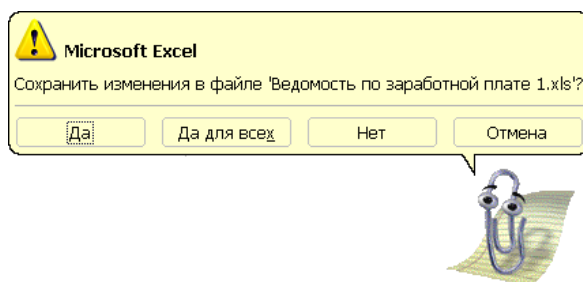 Microsoft Excel
Сохранить изменения в файле 'Ведомость по заработной плате 1.xls'?
Да
Да для всех
Нет
Отмена